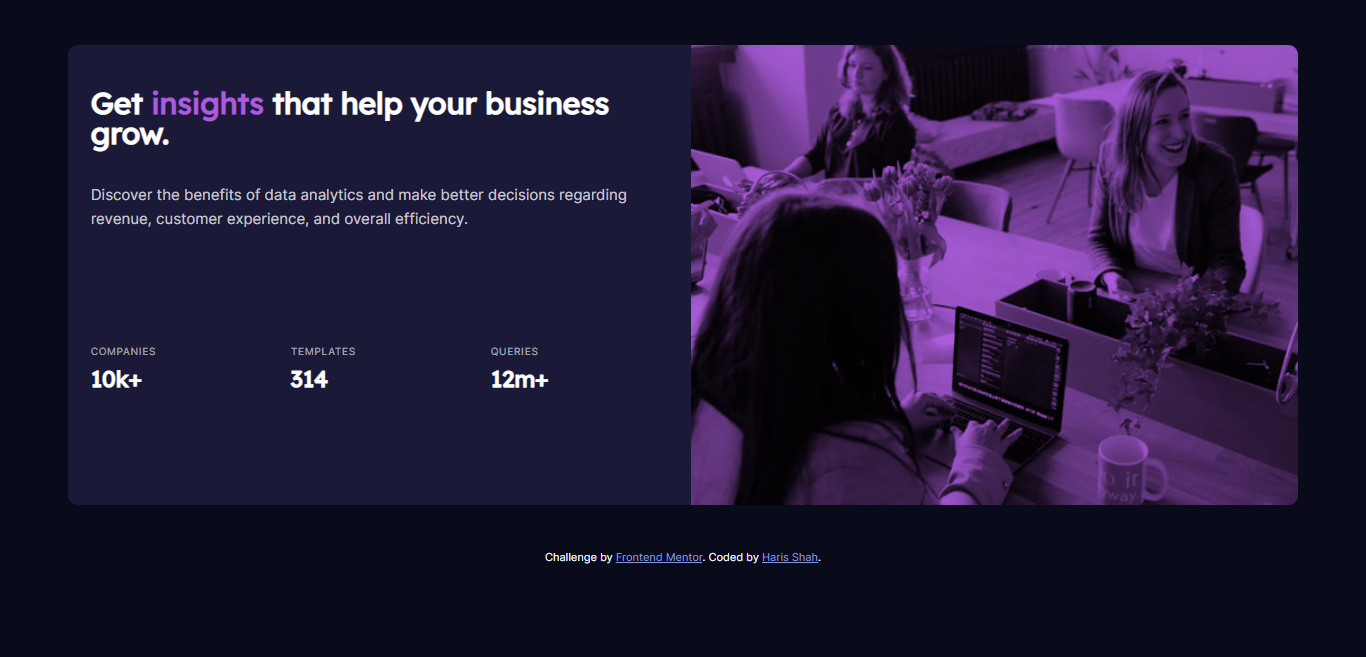 Get insights that help your business
grow.
Discover the benefits of data analytics and make better decisions regarding
revenue, customer experience, and overall efficiency.
COMPANIES TEMPLATES QUERIES
10k+ 314 12m+
way
Challenge by Frontend Mentor. Coded by Haris Shah.